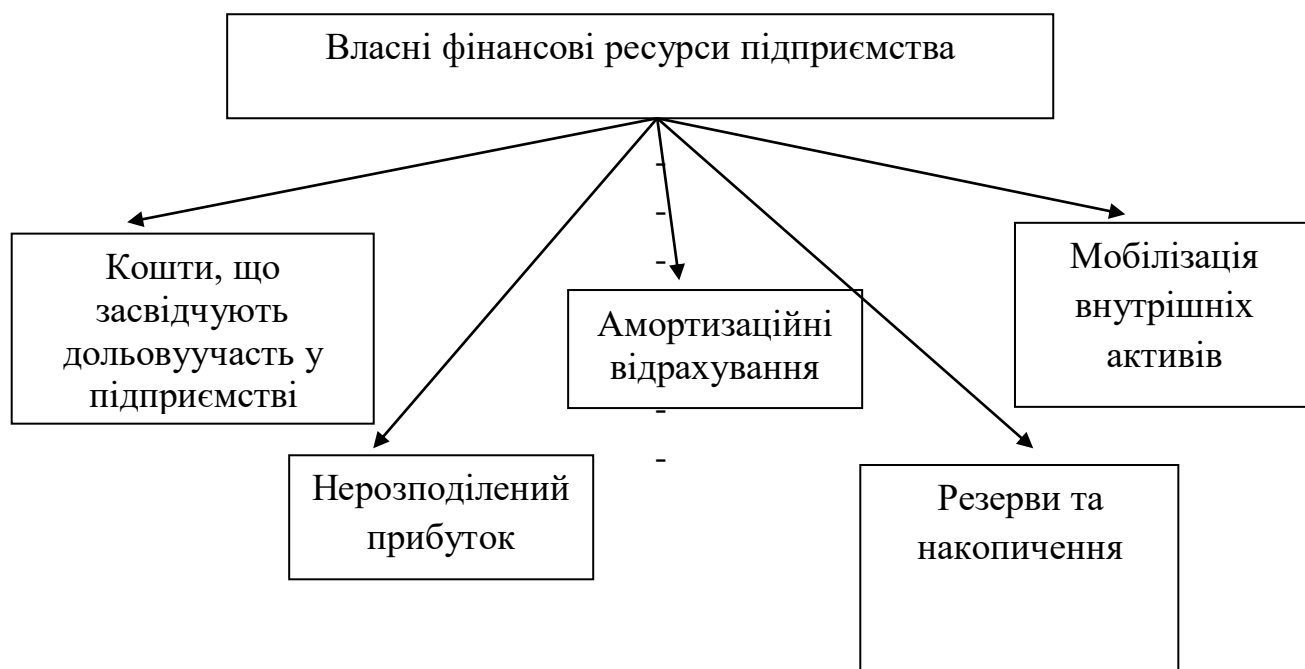 Власні фінансові ресурси підприємства
-
-
-
-
-
Кошти, що
засвідчують
дольовуучасть у
підприємстві
Нерозподілений
прибуток
Амортизаційні
відрахування
Резерви та
накопичення
Мобілізація
внутрішніх
активів